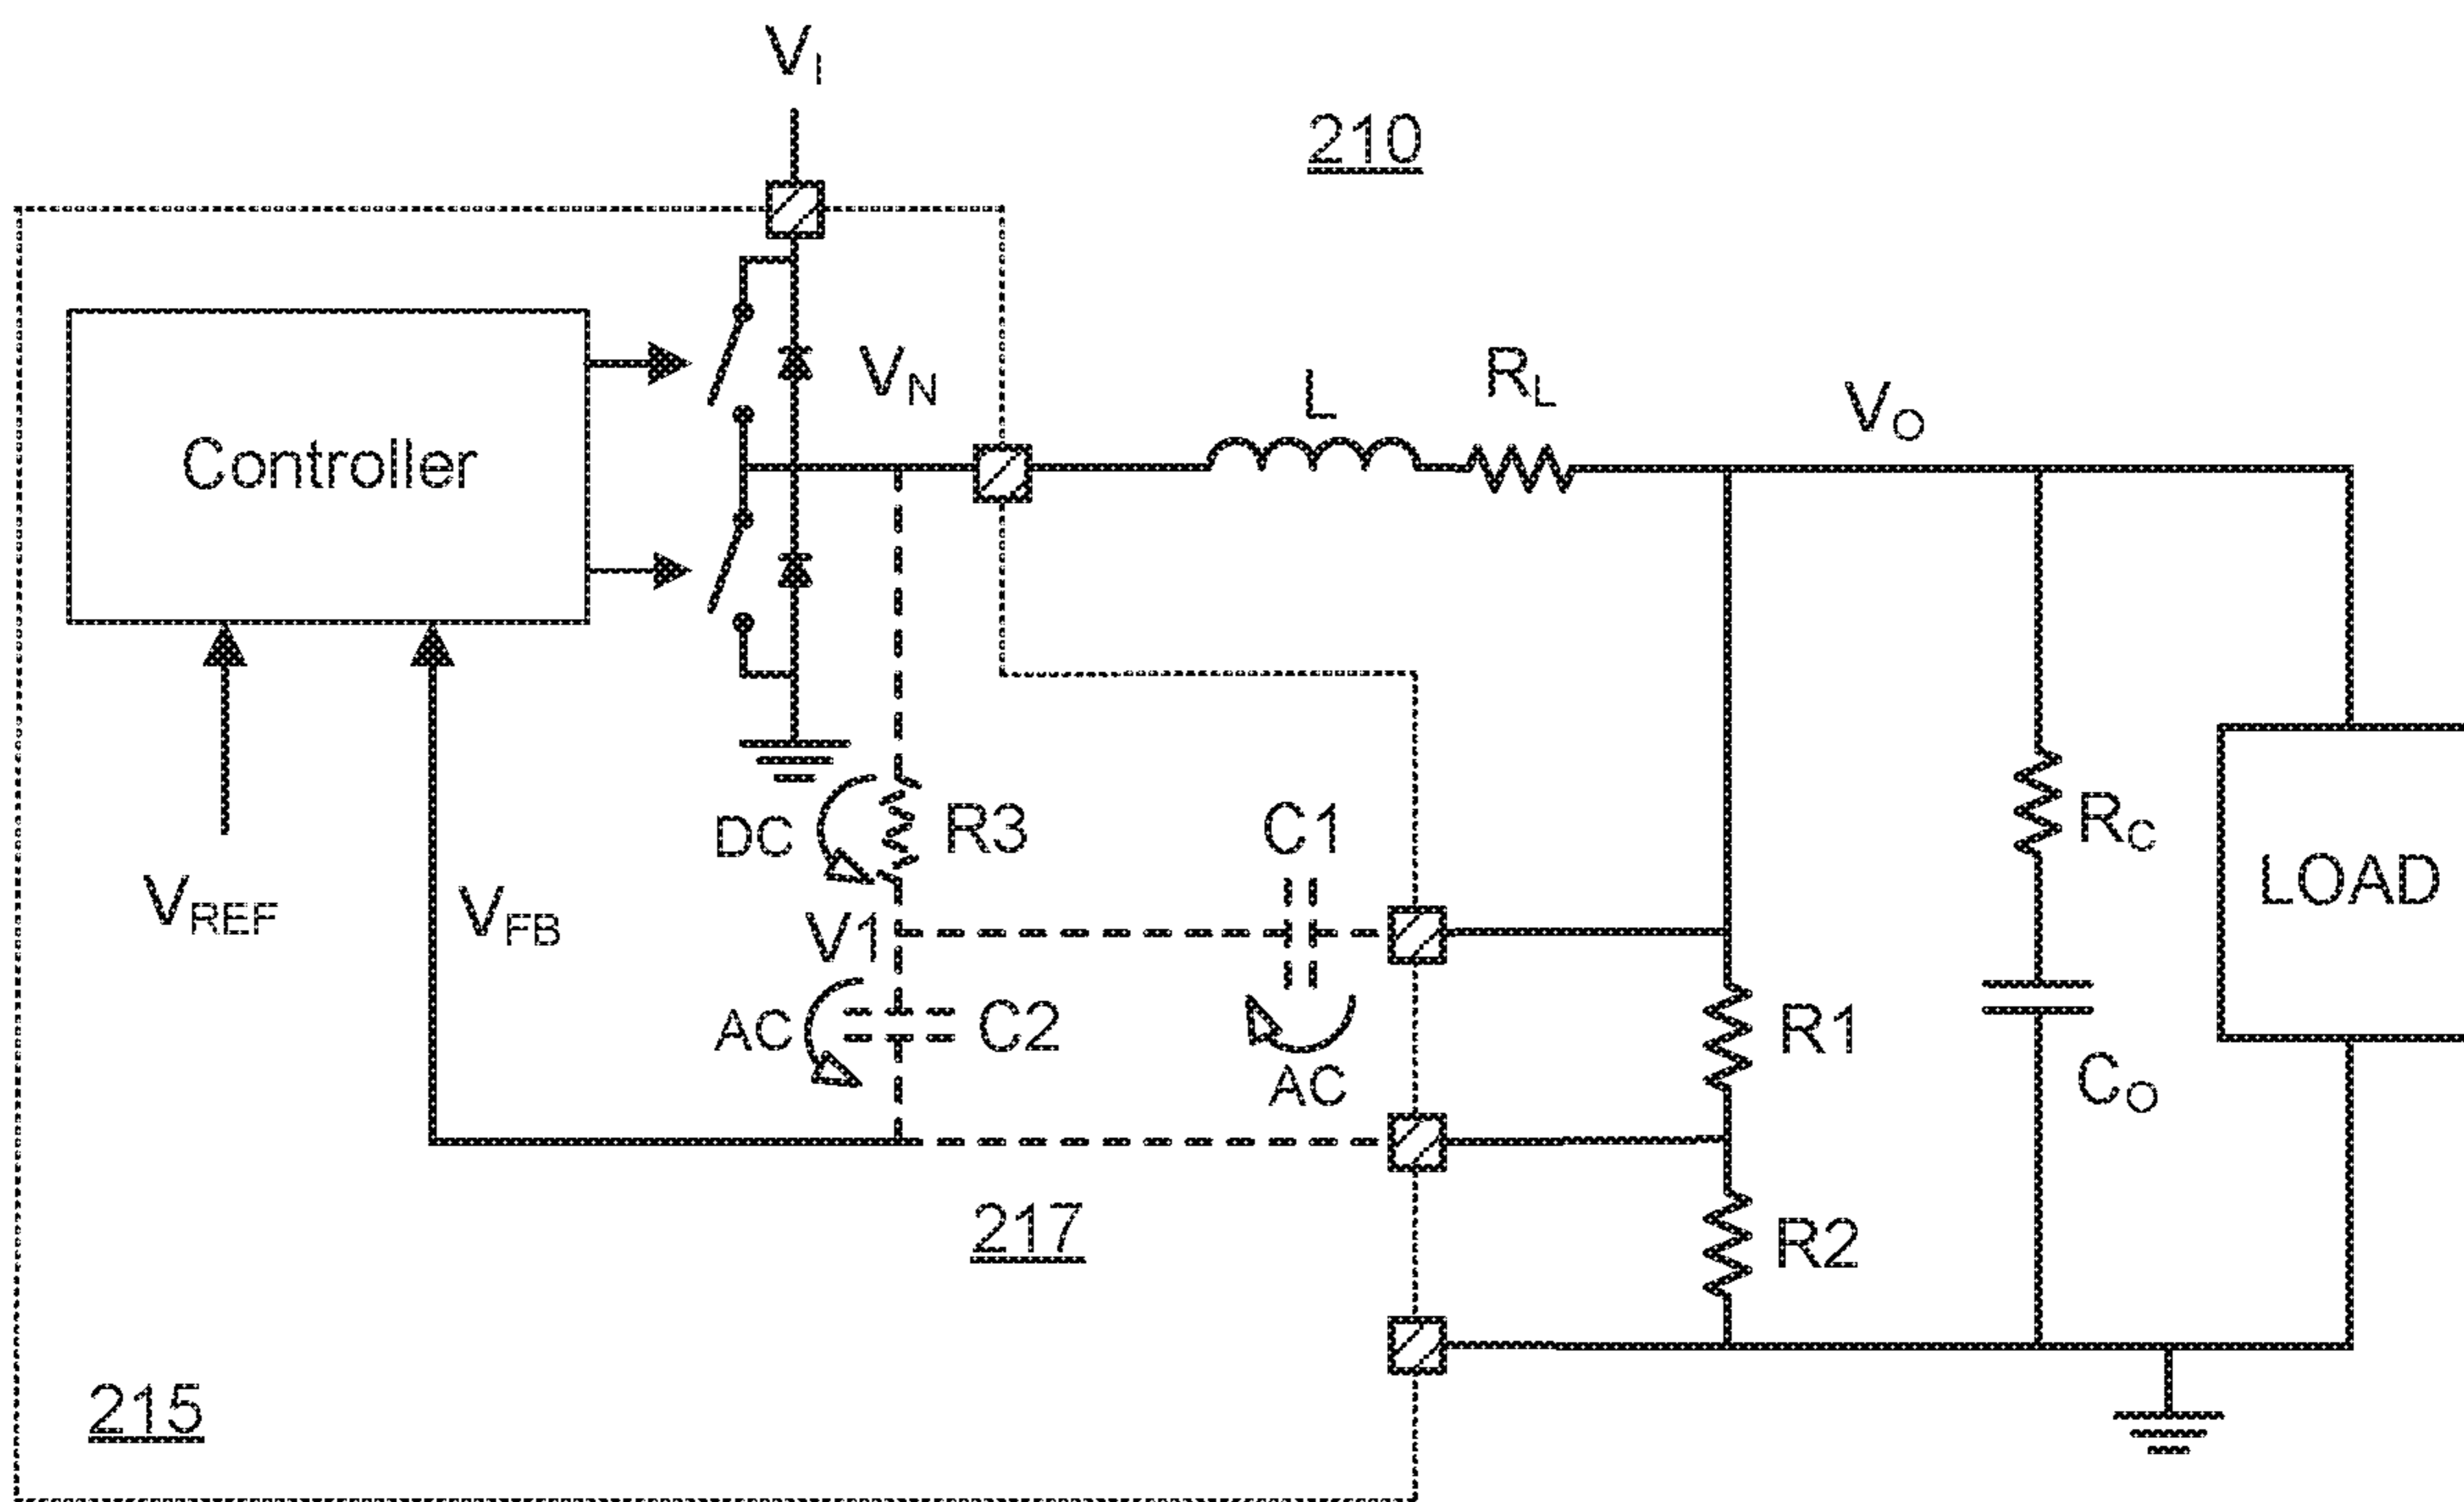 V_I
210
Controller
V_N
L
R_L
V_O
DC
R3
C1
R_C
LOAD
V_REF
V_FB
V1
AC
C2
AC
R1
C_O
217
R2
215